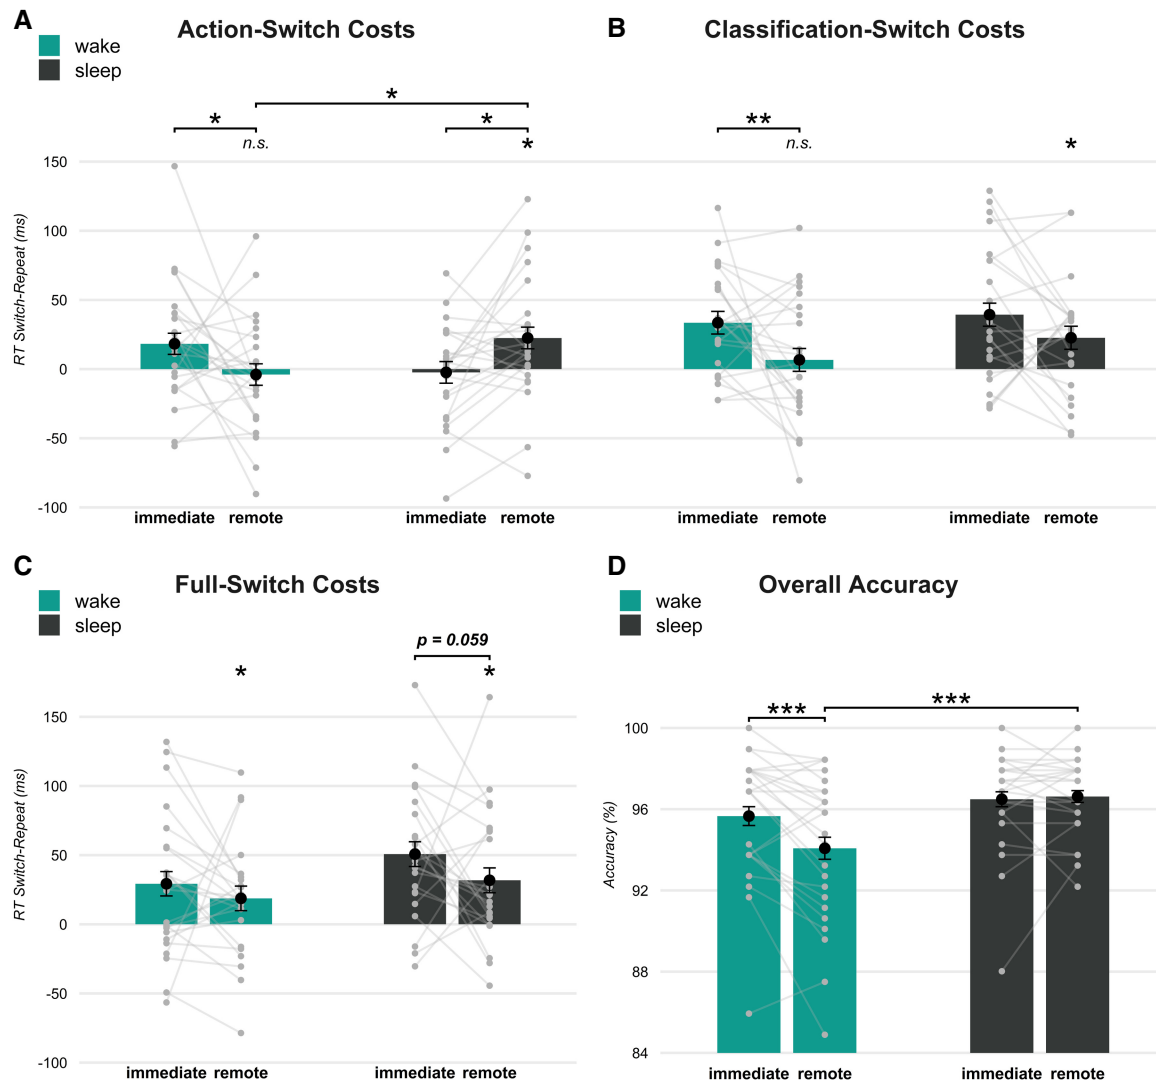 A
Action-Switch Costs
wake
sleep
*
*
*
n.s.
*
RT Switch-Repeat (ms)
150
100
50
0
-50
-100
immediate remote
immediate remote
B
Classification-Switch Costs
**
n.s.
*
immediate remote
immediate remote
C
Full-Switch Costs
wake
sleep
p = 0.059
*
*
RT Switch-Repeat (ms)
150
100
50
0
-50
-100
immediate remote
immediate remote
D
Overall Accuracy
wake
sleep
***
***
Accuracy (%)
100
96
92
88
84
immediate remote
immediate remote